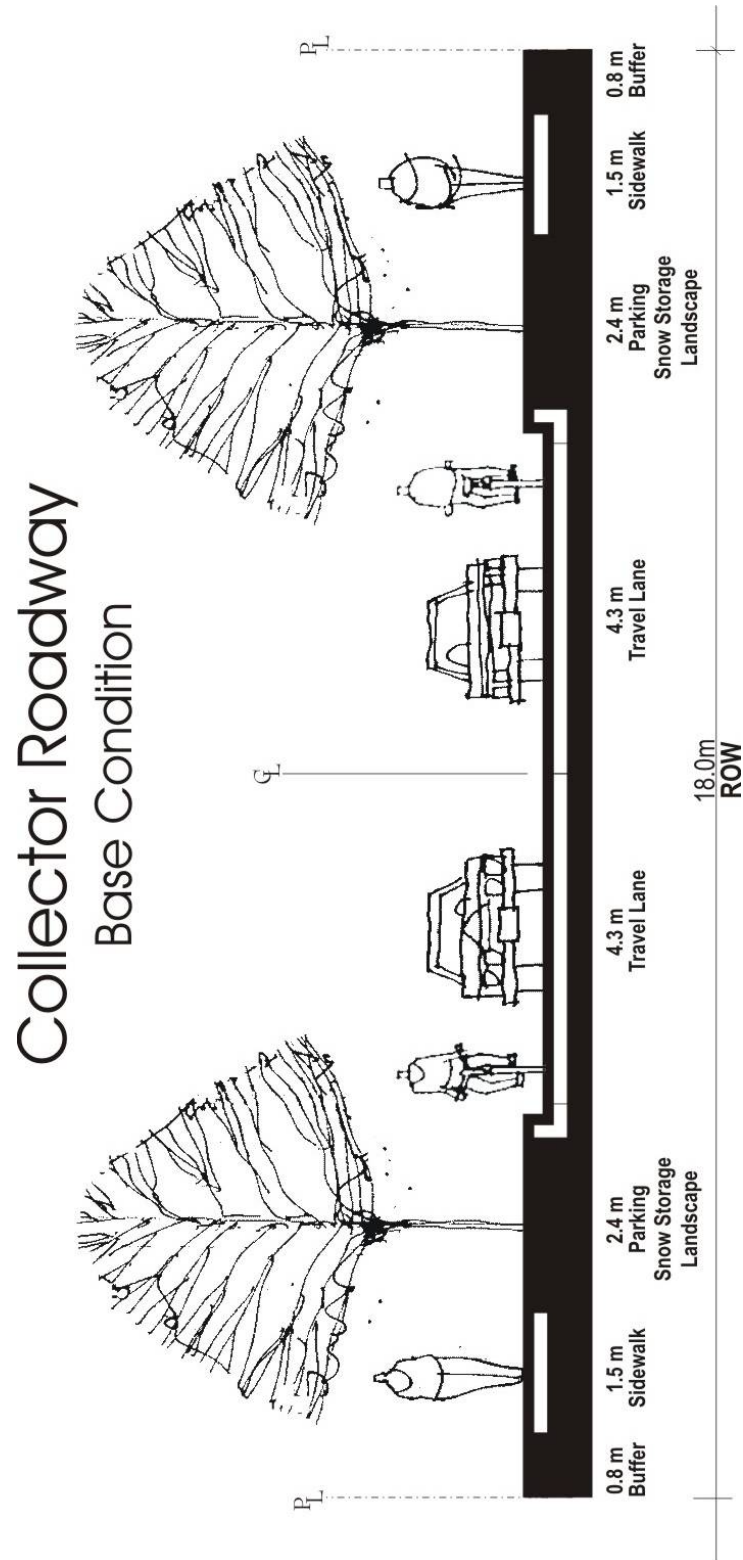 Collector Roadway
Base Condition
PL
CL
PL
0.8 m
Buffer
1.5 m
Sidewalk
2.4 m
Parking
Snow Storage
Landscape
4.3 m
Travel Lane
4.3 m
Travel Lane
2.4 m
Parking
Snow Storage
Landscape
1.5 m
Sidewalk
0.8 m
Buffer
18.0m
ROW